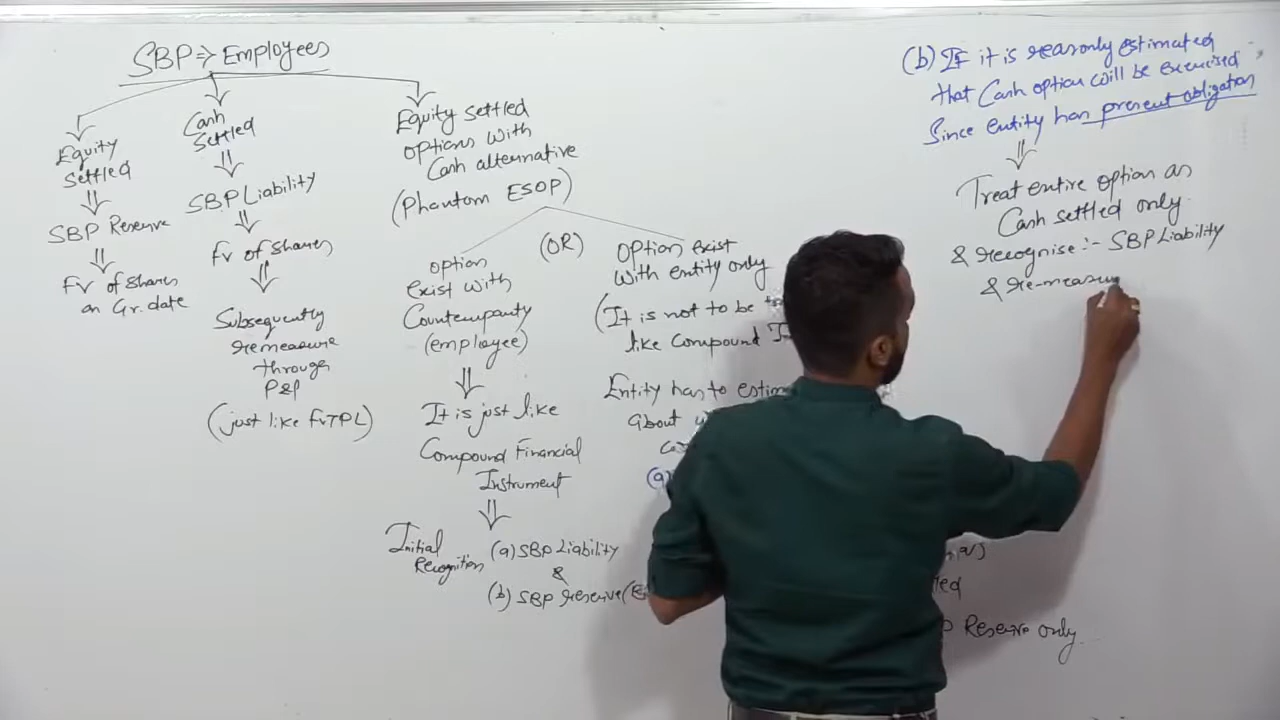 SBP => Employees
Equity
Settled
SBP Reserve
FV of Shares
on Gr. date
Cash
Settled
SBP Liability
FV of shares
Subsequently
remeasure
through
P&L
(just like FVTPL)
Equity settled
options with
Cash alternative
(Phantom ESOP)
option
exist with
Counterparty
(employee)
It is just like
Compound Financial
Instrument
Initial
Recognition
(a) SBP Liability
&
(b) SBP reserve
(OR)
Option exist
with entity only
(It is not to be
like Compound
Entity has to
About
(a)
Reserve only
(b) If it is reasonly estimated
that Cash option will be exercised
Since entity has present obligation
Treat entire option as
Cash settled only
& recognise :- SBP Liability
& re-measu